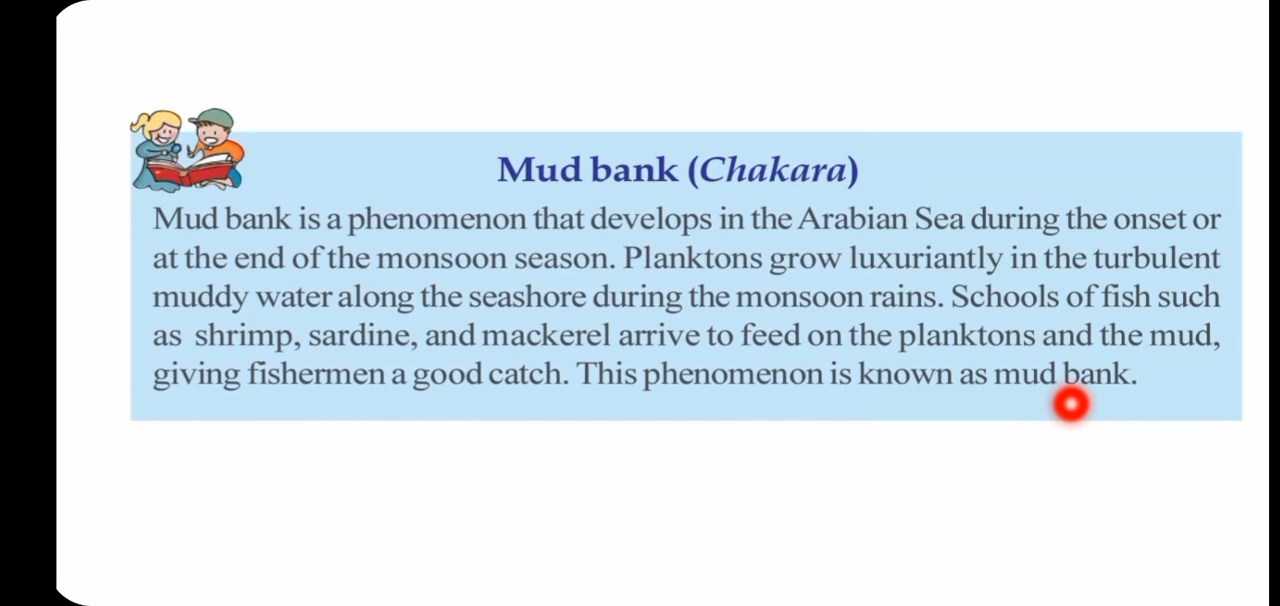 Mud bank (Chakara)
Mud bank is a phenomenon that develops in the Arabian Sea during the onset or
at the end of the monsoon season. Planktons grow luxuriantly in the turbulent
muddy water along the seashore during the monsoon rains. Schools of fish such
as shrimp, sardine, and mackerel arrive to feed on the planktons and the mud,
giving fishermen a good catch. This phenomenon is known as mud bank.